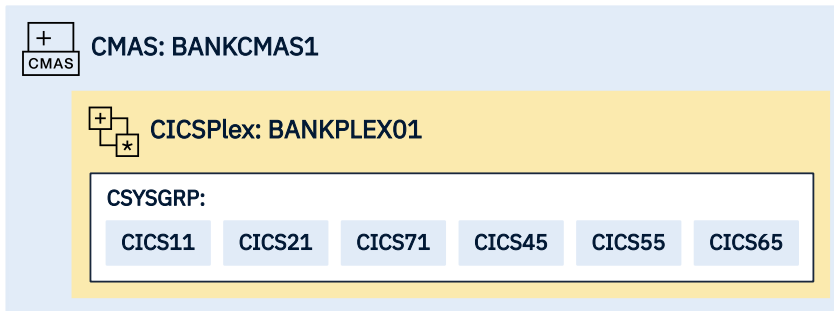 CMAS: BANKCMAS1
CMAS
CICSPlex: BANKPLEX01
CSYSGRP:
CICS11 CICS21 CICS71 CICS45 CICS55 CICS65